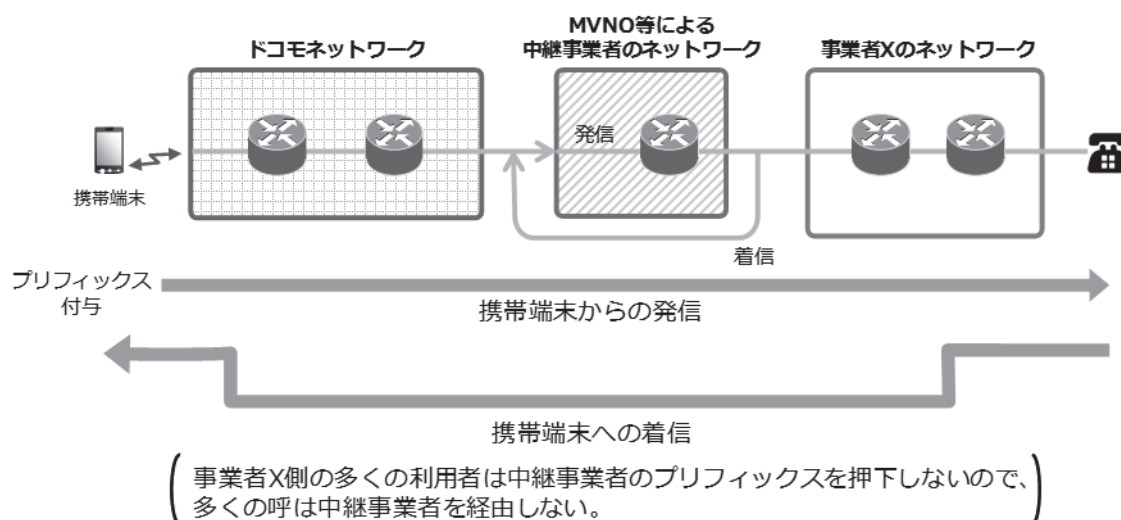 ドコモネットワーク
MVNO等による
中継事業者のネットワーク
事業者Xのネットワーク
発信
携帯端末
着信
プリフィックス
付与
携帯端末からの発信
携帯端末への着信
事業者X側の多くの利用者は中継事業者のプリフィックスを押下しないので、
多くの呼は中継事業者を経由しない。